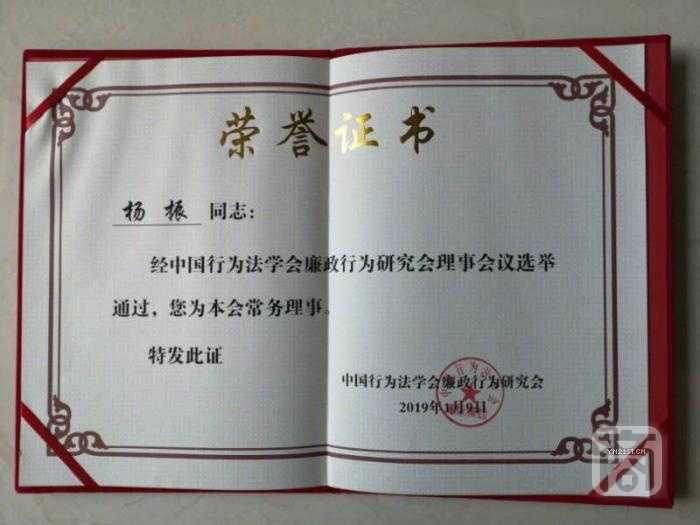 荣誉证书
杨振 同志：
经中国行为法学会廉政行为研究会理事会议选举
通过，您为本会常务理事。
特发此证
中国行为法学会廉政行为研究会
2019年1月9日
YN21ST.CN